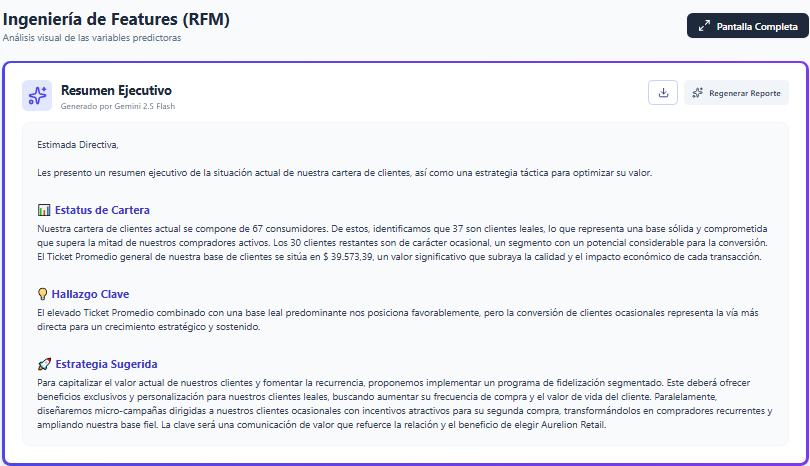 Ingeniería de Features (RFM)
Análisis visual de las variables predictoras
Pantalla Completa
Resumen Ejecutivo
Generado por Gemini 2.5 Flash
Regenerar Reporte
Estimada Directiva,
Les presento un resumen ejecutivo de la situación actual de nuestra cartera de clientes, así como una estrategia táctica para optimizar su valor.
Estatus de Cartera
Nuestra cartera de clientes actual se compone de 67 consumidores. De estos, identificamos que 37 son clientes leales, lo que representa una base sólida y comprometida
que supera la mitad de nuestros compradores activos. Los 30 clientes restantes son de carácter ocasional, un segmento con un potencial considerable para la conversión.
El Ticket Promedio general de nuestra base de clientes se sitúa en $ 39.573,39, un valor significativo que subraya la calidad y el impacto económico de cada transacción.
Hallazgo Clave
El elevado Ticket Promedio combinado con una base leal predominante nos posiciona favorablemente, pero la conversión de clientes ocasionales representa la vía más
directa para un crecimiento estratégico y sostenido.
Estrategia Sugerida
Para capitalizar el valor actual de nuestros clientes y fomentar la recurrencia, proponemos implementar un programa de fidelización segmentado. Este deberá ofrecer
beneficios exclusivos y personalización para nuestros clientes leales, buscando aumentar su frecuencia de compra y el valor de vida del cliente. Paralelamente,
diseñaremos micro-campañas dirigidas a nuestros clientes ocasionales con incentivos atractivos para su segunda compra, transformándolos en compradores recurrentes y
ampliando nuestra base fiel. La clave será una comunicación de valor que refuerce la relación y el beneficio de elegir Aurelion Retail.